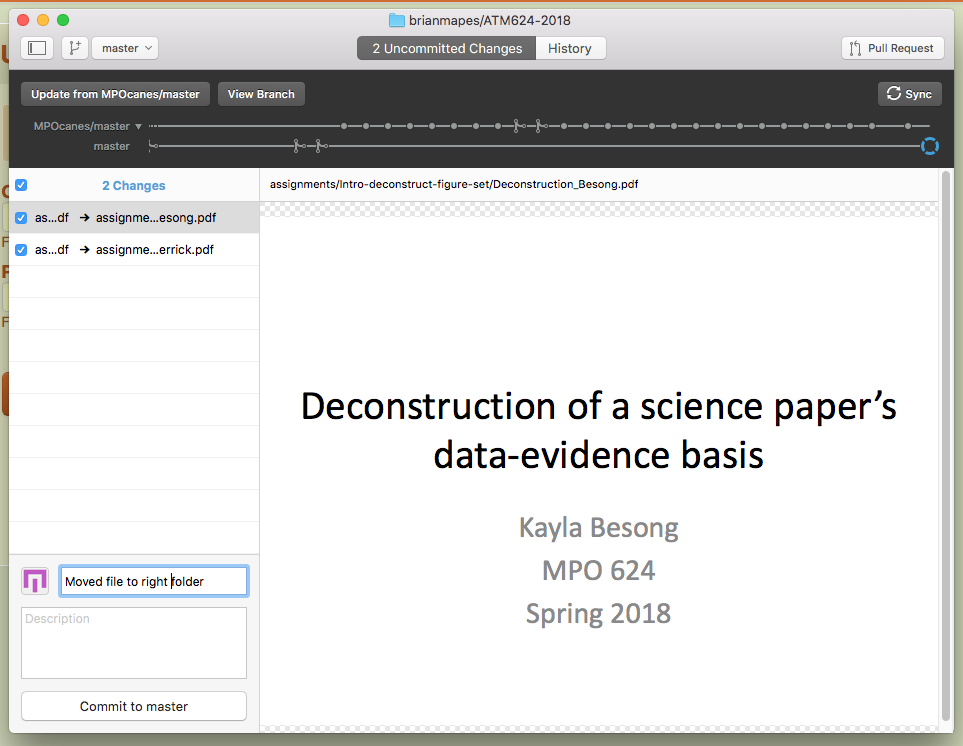 brianmapes/ATM624-2018
master
2 Uncommitted Changes
History
Pull Request
Update from MPOcanes/master
View Branch
Sync
MPOcanes/master
master
2 Changes
assignments/Intro-deconstruct-figure-set/Deconstruction_Besong.pdf
as...df → assignme...esong.pdf
as...df → assignme...errick.pdf
Deconstruction of a science paper’s
data-evidence basis
Kayla Besong
MPO 624
Spring 2018
Moved file to right folder
Description
Commit to master